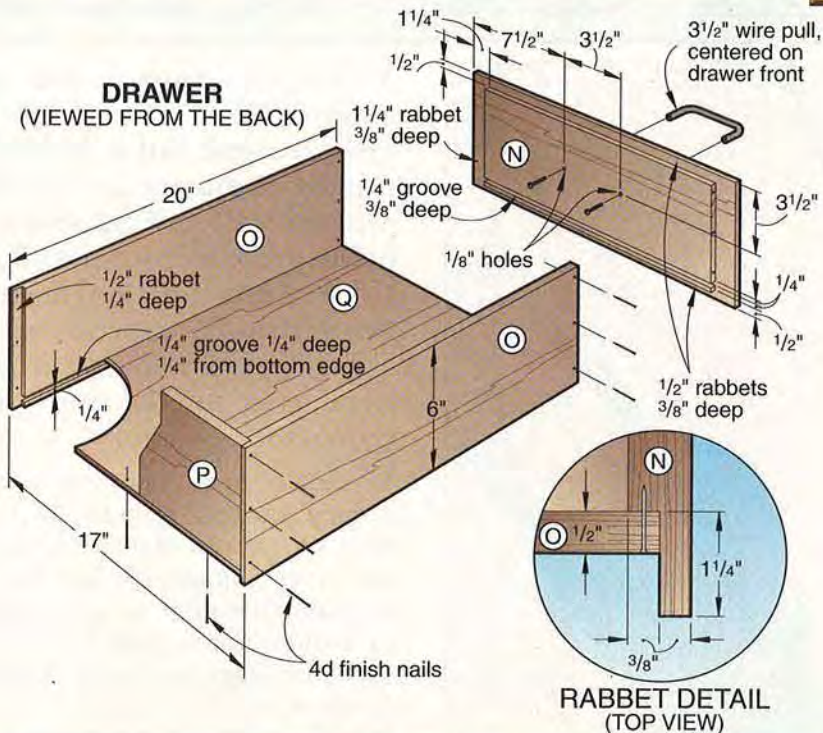 DRAWER
(VIEWED FROM THE BACK)
20"
O
1/2" rabbet
1/4" deep
Q
1/4" groove 1/4" deep
1/4" from bottom edge
1/4"
O
6"
P
17"
4d finish nails
1 1/4"
7 1/2"
3 1/2"
1/2"
3 1/2" wire pull,
centered on
drawer front
1 1/4" rabbet
3/8" deep
N
1/4" groove
3/8" deep
1/8" holes
3 1/2"
1/4"
1/2"
1/2" rabbets
3/8" deep
N
O
1/2"
1 1/4"
3/8"
RABBET DETAIL
(TOP VIEW)